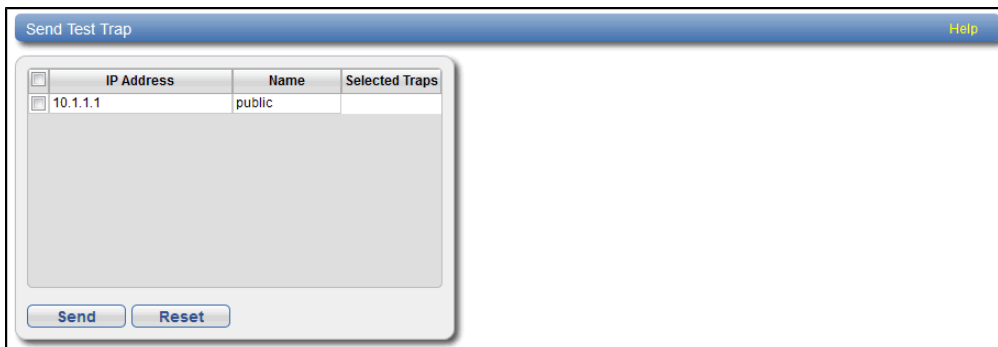 Send Test Trap Help
IP Address Name Selected Traps
10.1.1.1 public
Send Reset